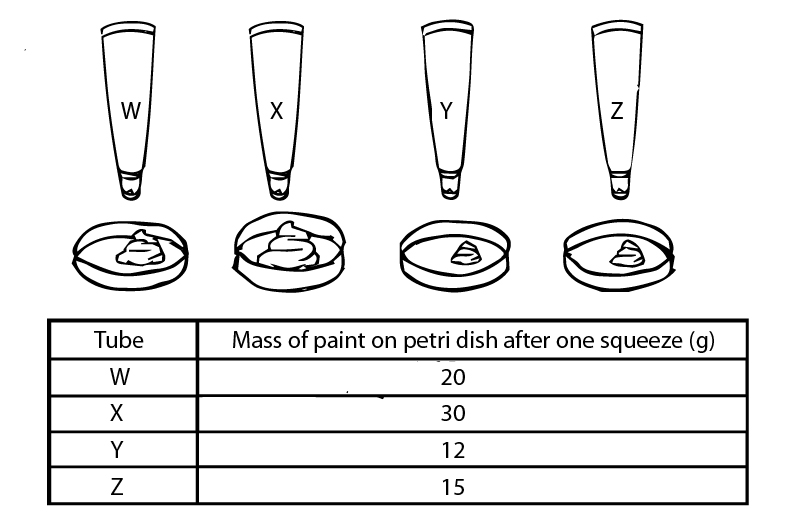 W X Y Z
Tube Mass of paint on petri dish after one squeeze (g)
W 20
X 30
Y 12
Z 15